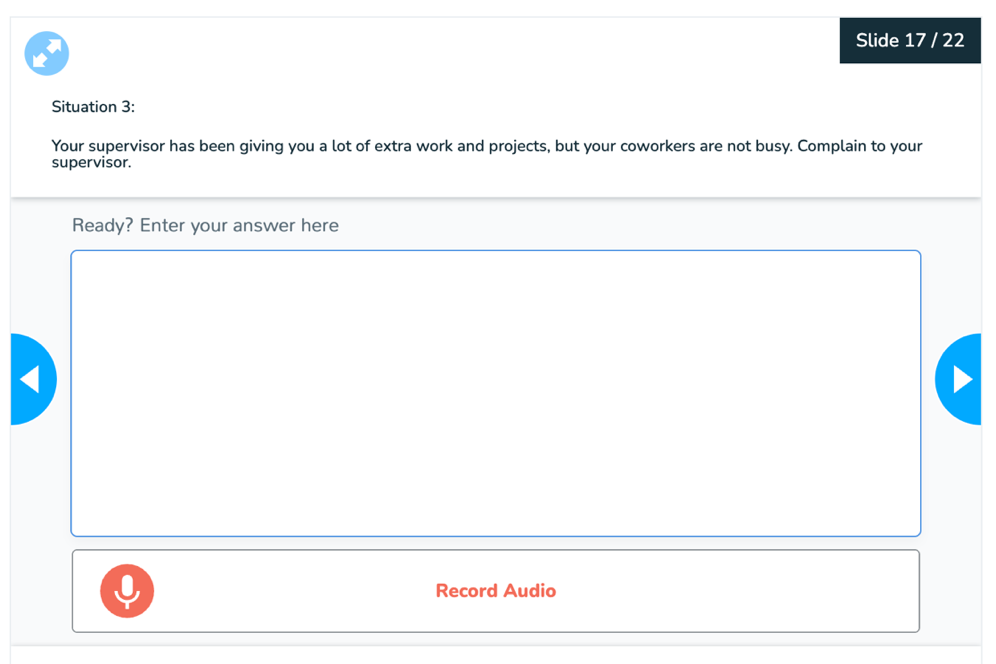 Slide 17 / 22
Situation 3:
Your supervisor has been giving you a lot of extra work and projects, but your coworkers are not busy. Complain to your
supervisor.
Ready? Enter your answer here
Record Audio